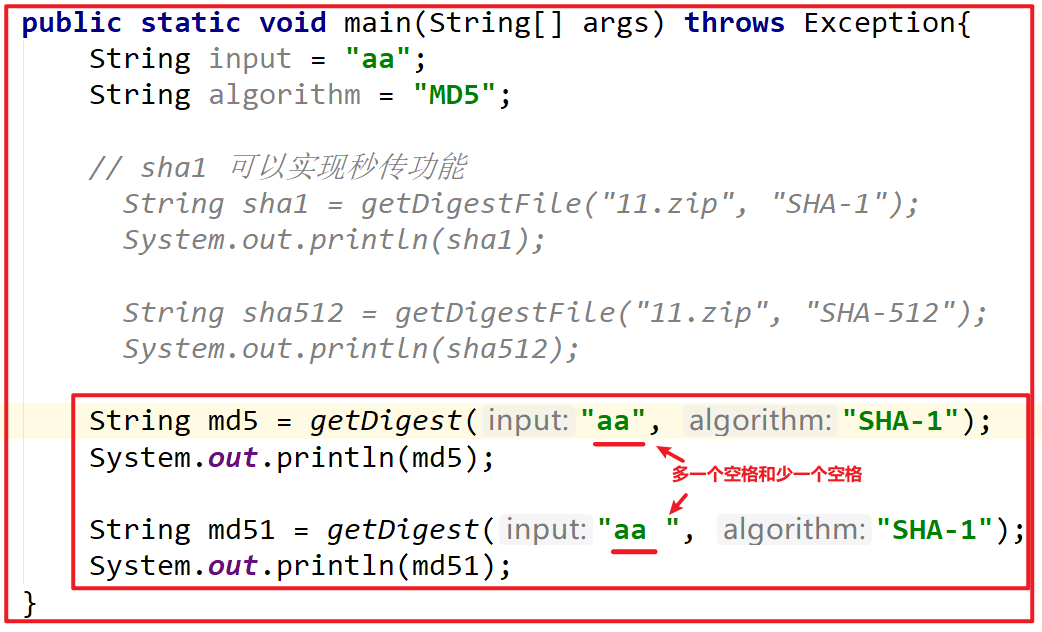 public static void main(String[] args) throws Exception{
String input = "aa";
String algorithm = "MD5";
// sha1 可以实现秒传功能
String sha1 = getDigestFile("11.zip", "SHA-1");
System.out.println(sha1);
String sha512 = getDigestFile("11.zip", "SHA-512");
System.out.println(sha512);
String md5 = getDigest( input: "aa", algorithm: "SHA-1");
System.out.println(md5);
多一个空格和少一个空格
String md51 = getDigest( input: "aa ", algorithm: "SHA-1");
System.out.println(md51);
}